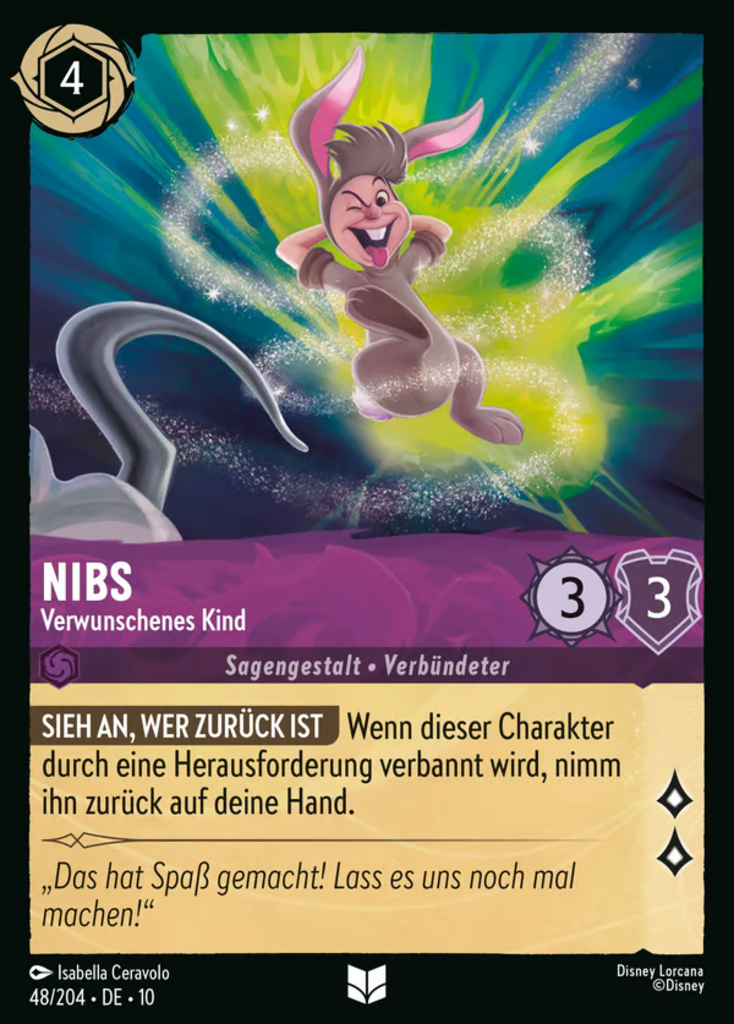 4
NIBS
Verwunschenes Kind
3
3
Sagengestalt • Verbündeter
SIEH AN, WER ZURÜCK IST Wenn dieser Charakter
durch eine Herausforderung verbannt wird, nimm
ihn zurück auf deine Hand.
„Das hat Spaß gemacht! Lass es uns noch mal
machen!“
Isabella Ceravolo
48/204 • DE • 10
Disney Lorcana
©Disney